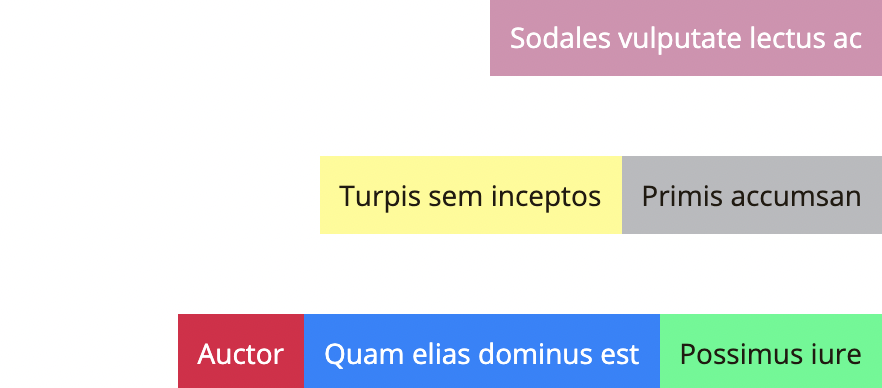 Sodales vulputate lectus ac
Turpis sem inceptos Primis accumsan
Auctor Quam elias dominus est Possimus iure